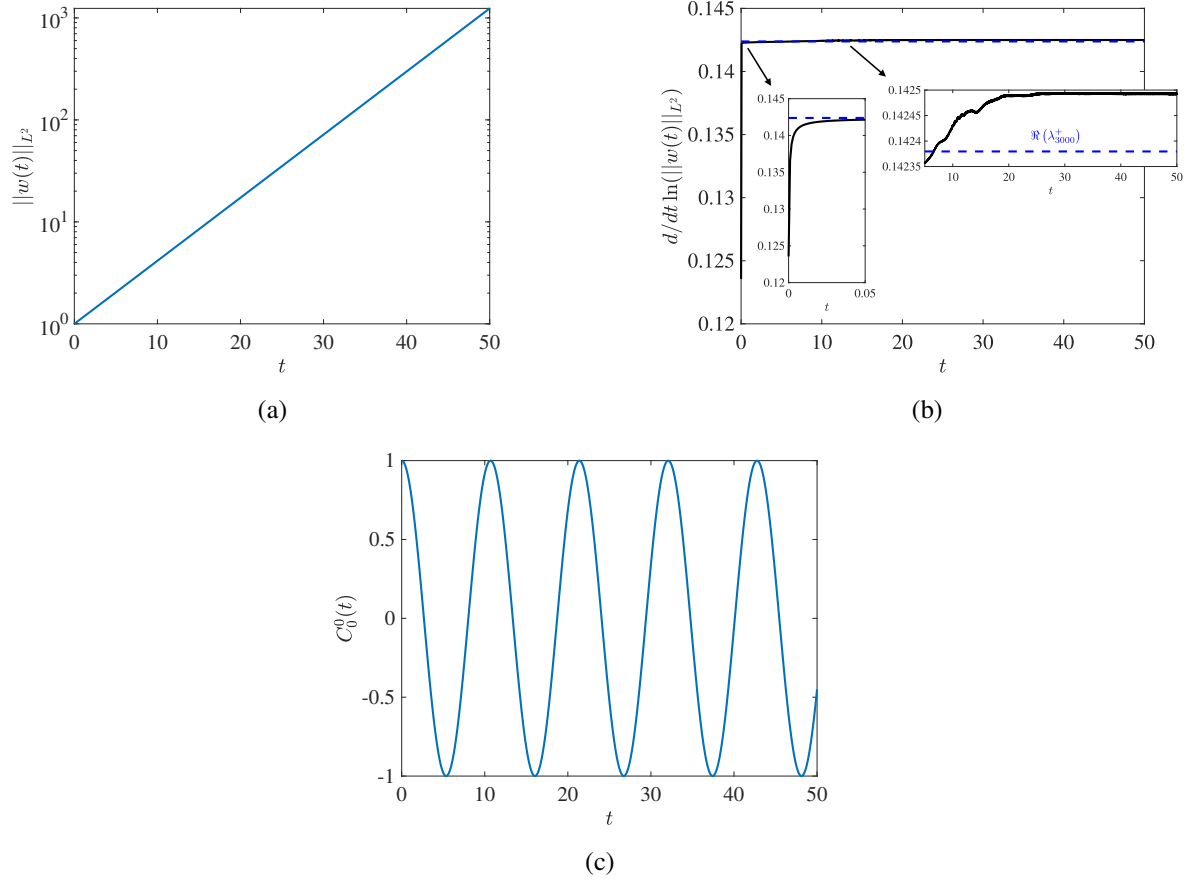 10^3
10^2
10^1
10^0
||w(t)||_{L^2}
0 10 20 30 40 50
t
(a)
0.145
0.14
0.135
0.13
0.125
0.12
d/dt ln(||w(t)||_{L^2})
0 10 20 30 40 50
t
0.145
0.14
0.135
0.13
0.125
0.12
0 0.05
t
0.1425
0.14245
0.1424
0.14235
ℜ(λ^+_{3000})
10 20 30 40 50
t
(b)
1
0.5
0
-0.5
-1
C_0^0(t)
0 10 20 30 40 50
t
(c)